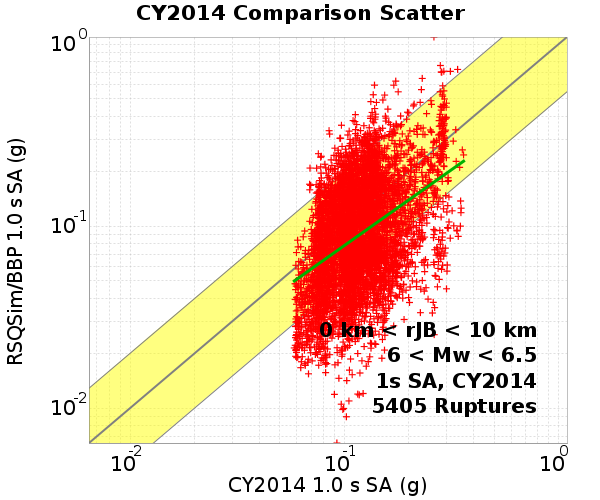 CY2014 Comparison Scatter
RSQSim/BBP 1.0 s SA (g)
10^0
10^-1
10^-2
0 km < rJB < 10 km
6 < Mw < 6.5
1s SA, CY2014
5405 Ruptures
10^-2 10^-1 10^0
CY2014 1.0 s SA (g)